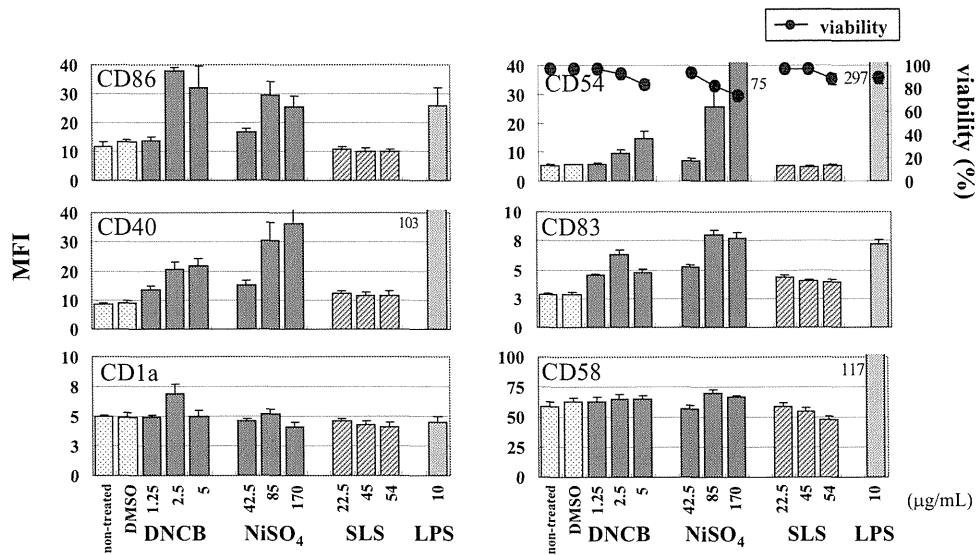 viability
CD86
40
30
20
10
0
CD54
40
30
20
10
0
75
297
100
80
60
40
20
0
viability (%)
MFI
CD40
40
30
20
10
0
103
CD83
10
8
5
3
0
CD1a
10
8
5
3
0
CD58
100
75
50
25
0
117
non-treated
DMSO
1.25
2.5
5
42.5
85
170
22.5
45
54
10
DNCB
NiSO4
SLS
LPS
non-treated
DMSO
1.25
2.5
5
42.5
85
170
22.5
45
54
10
(μg/mL)
DNCB
NiSO4
SLS
LPS